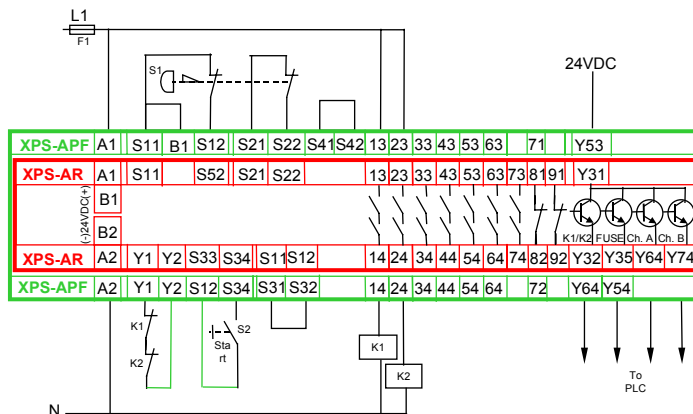 L1
F1
S1
24VDC
XPS-APF A1 S11 B1 S12 S21 S22 S41 S42 13 23 33 43 53 63 71 Y53
XPS-AR A1 S11 S52 S21 S22 13 23 33 43 53 63 73 81 91 Y31
(-)24VDC(+)
B1
B2
K1/K2 FUSE Ch. A Ch. B
XPS-AR A2 Y1 Y2 S33 S34 S11 S12 14 24 34 44 54 64 74 82 92 Y32 Y35 Y64 Y74
XPS-APF A2 Y1 Y2 S12 S34 S31 S32 14 24 34 44 54 64 72 Y64 Y54
K1
S2
Sta
rt
K2
K1
K2
To
PLC
N